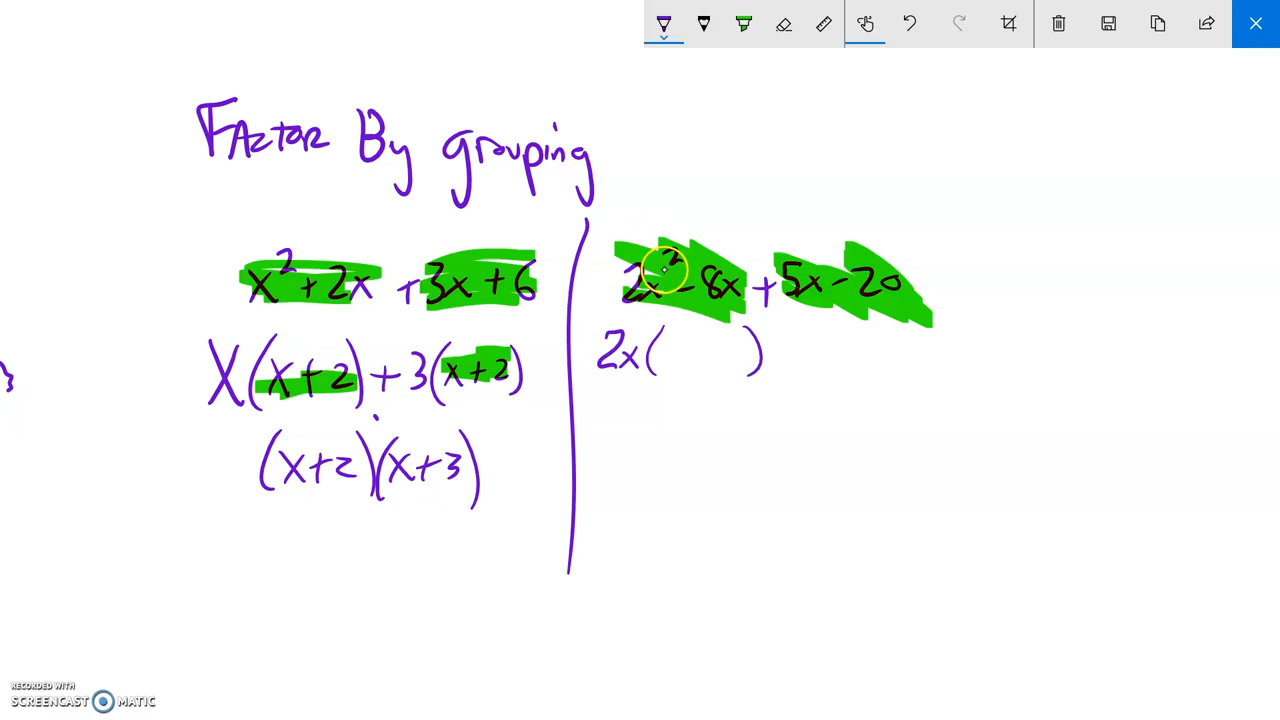 Factor By grouping
x² + 2x + 3x + 6
x(x+2) + 3(x+2)
(x+2)(x+3)
2x² - 8x + 5x - 20
2x( )
RECORDED WITH
SCREENCAST MATIC